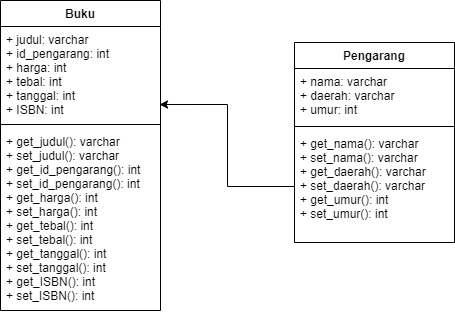 Buku
+ judul: varchar
+ id_pengarang: int
+ harga: int
+ tebal: int
+ tanggal: int
+ ISBN: int
+ get_judul(): varchar
+ set_judul(): varchar
+ get_id_pengarang(): int
+ set_id_pengarang(): int
+ get_harga(): int
+ set_harga(): int
+ get_tebal(): int
+ set_tebal(): int
+ get_tanggal(): int
+ set_tanggal(): int
+ get_ISBN(): int
+ set_ISBN(): int
Pengarang
+ nama: varchar
+ daerah: varchar
+ umur: int
+ get_nama(): varchar
+ set_nama(): varchar
+ get_daerah(): varchar
+ set_daerah(): varchar
+ get_umur(): int
+ set_umur(): int